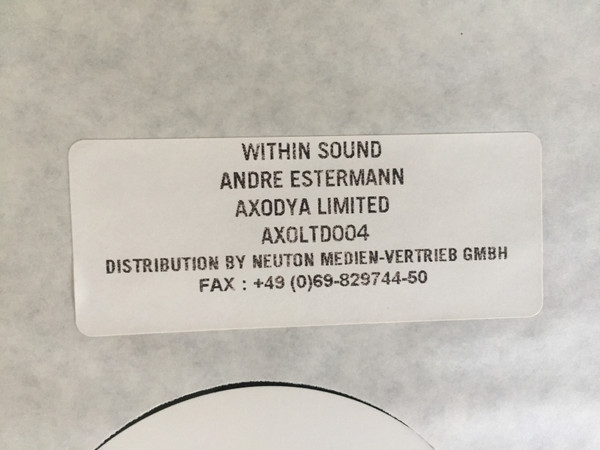 WITHIN SOUND
ANDRE ESTERMANN
AXODYA LIMITED
AXOLTD004
DISTRIBUTION BY NEUTON MEDIEN-VERTRIEB GMBH
FAX : +49 (0)69-829744-50